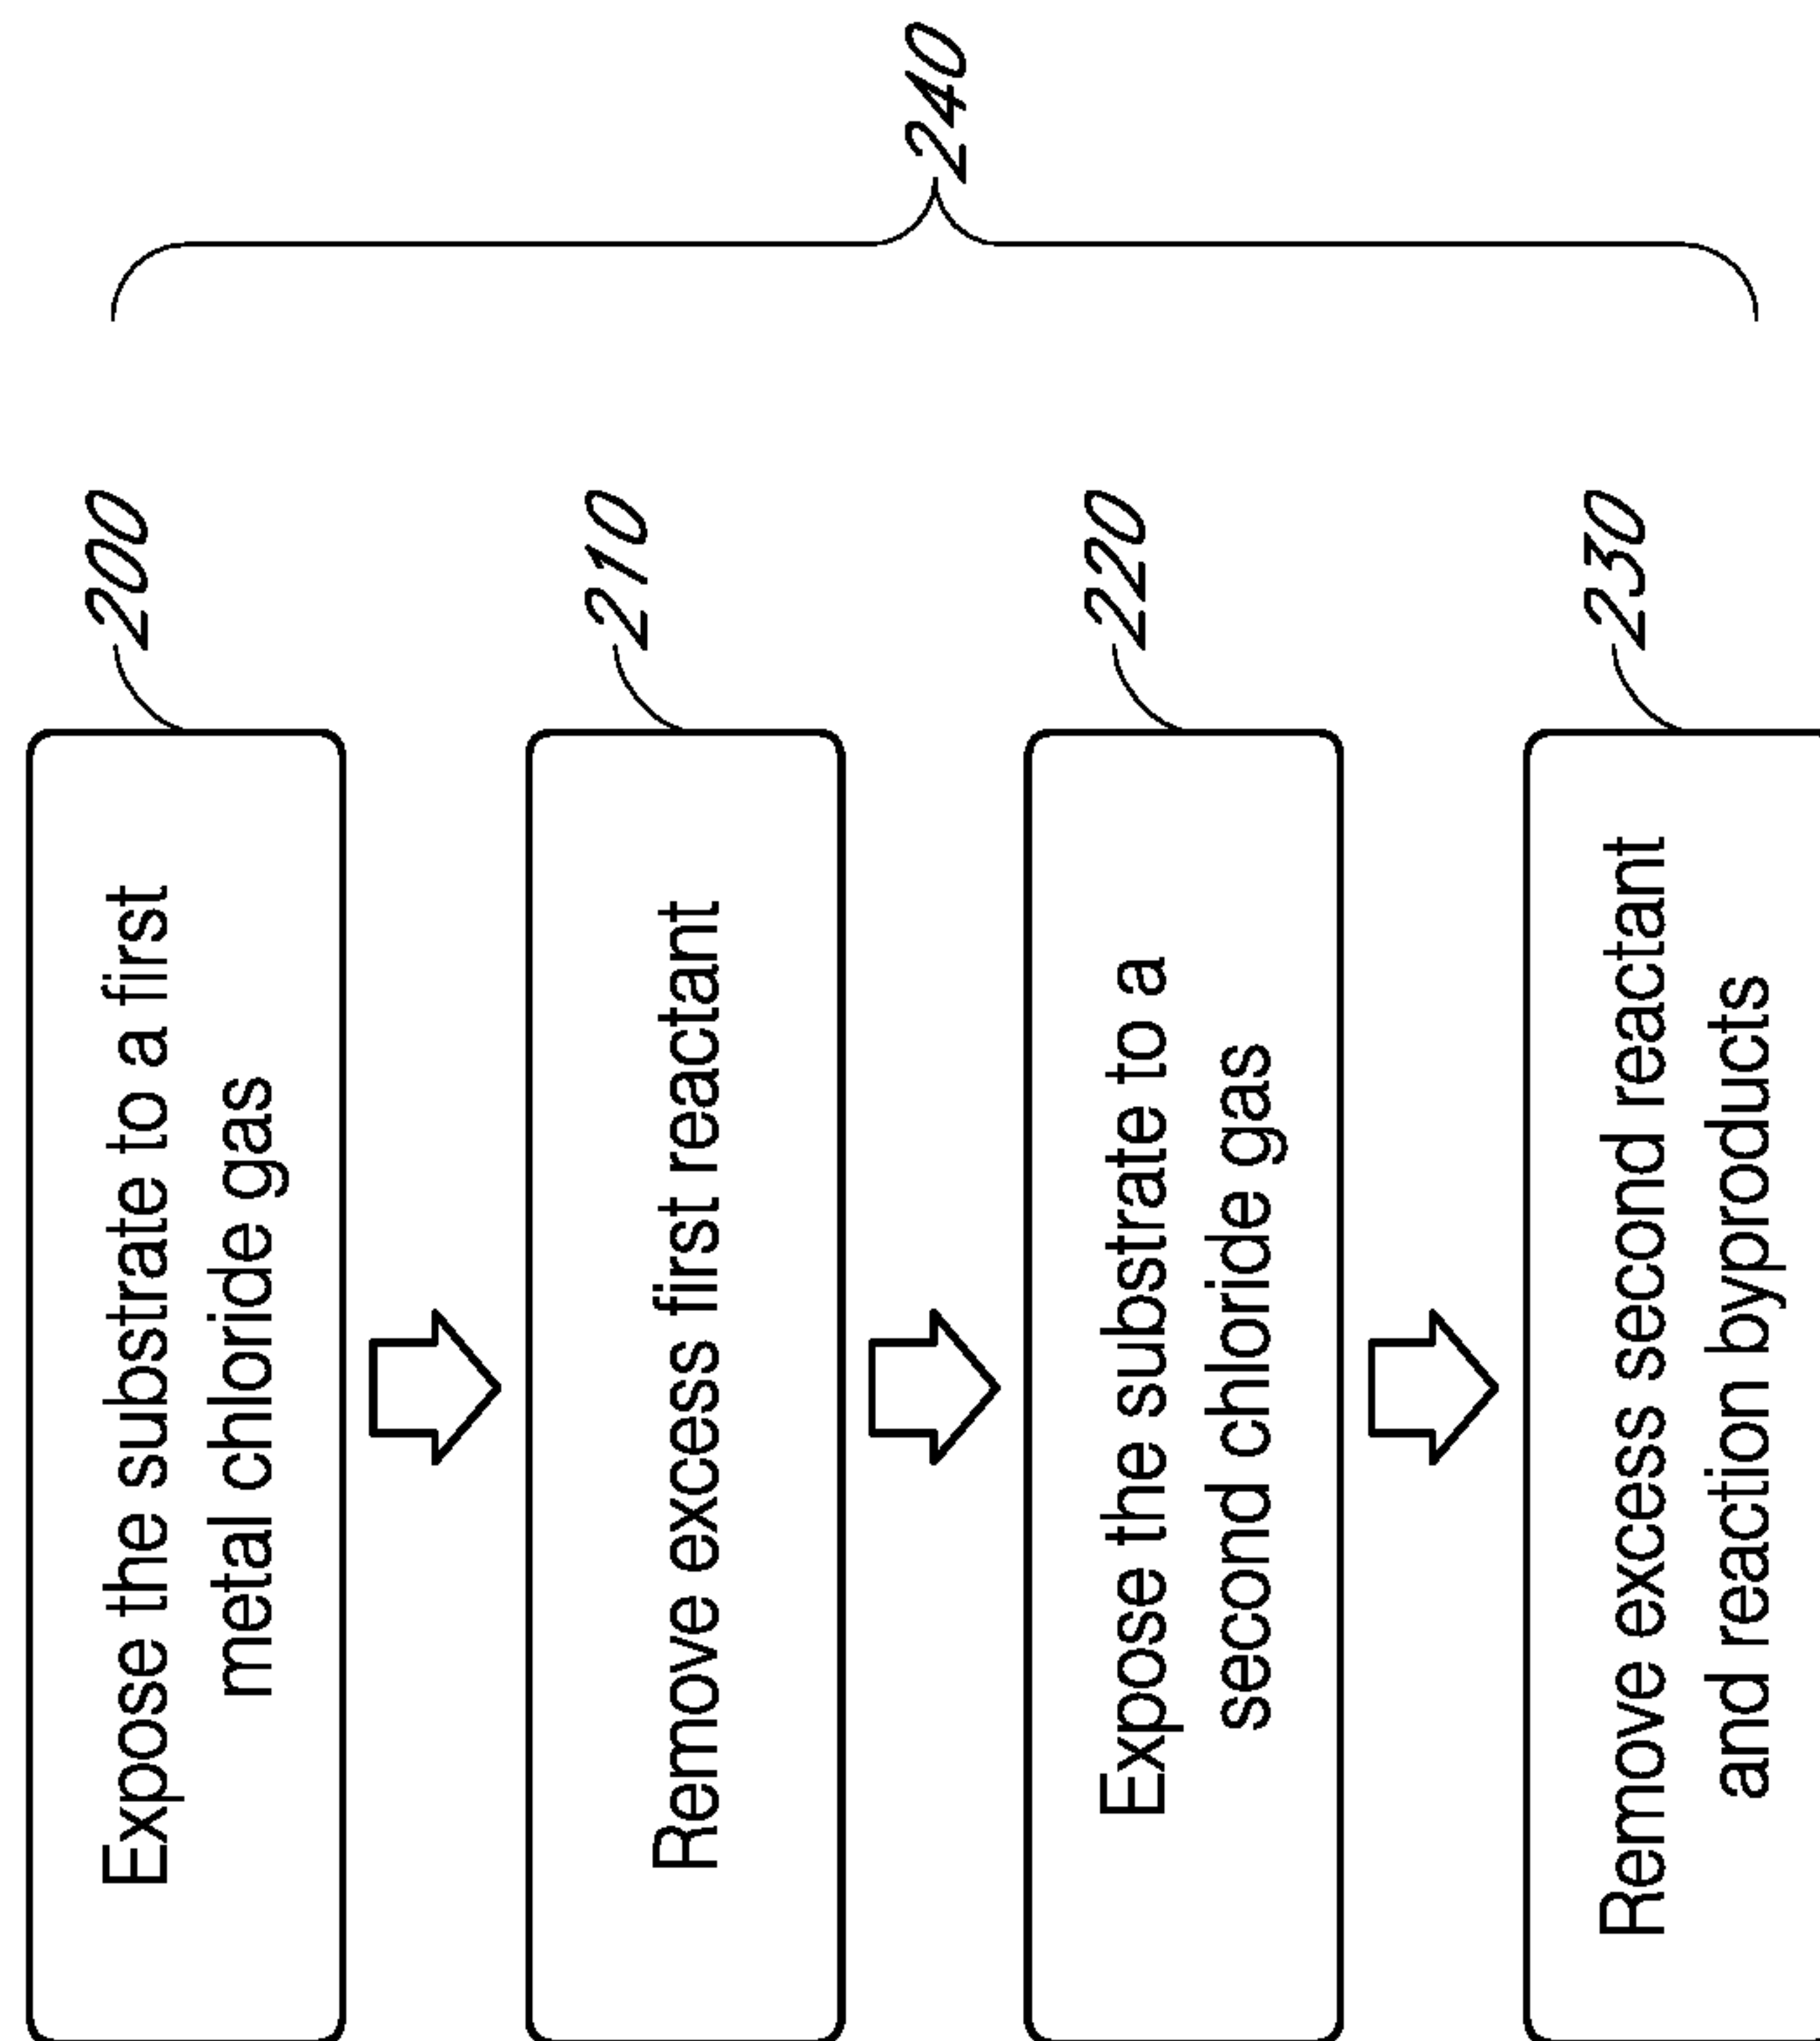 200
Expose the substrate to a first
metal chloride gas
210
Remove excess first reactant
220
Expose the substrate to a
second chloride gas
230
Remove excess second reactant
and reaction byproducts
240